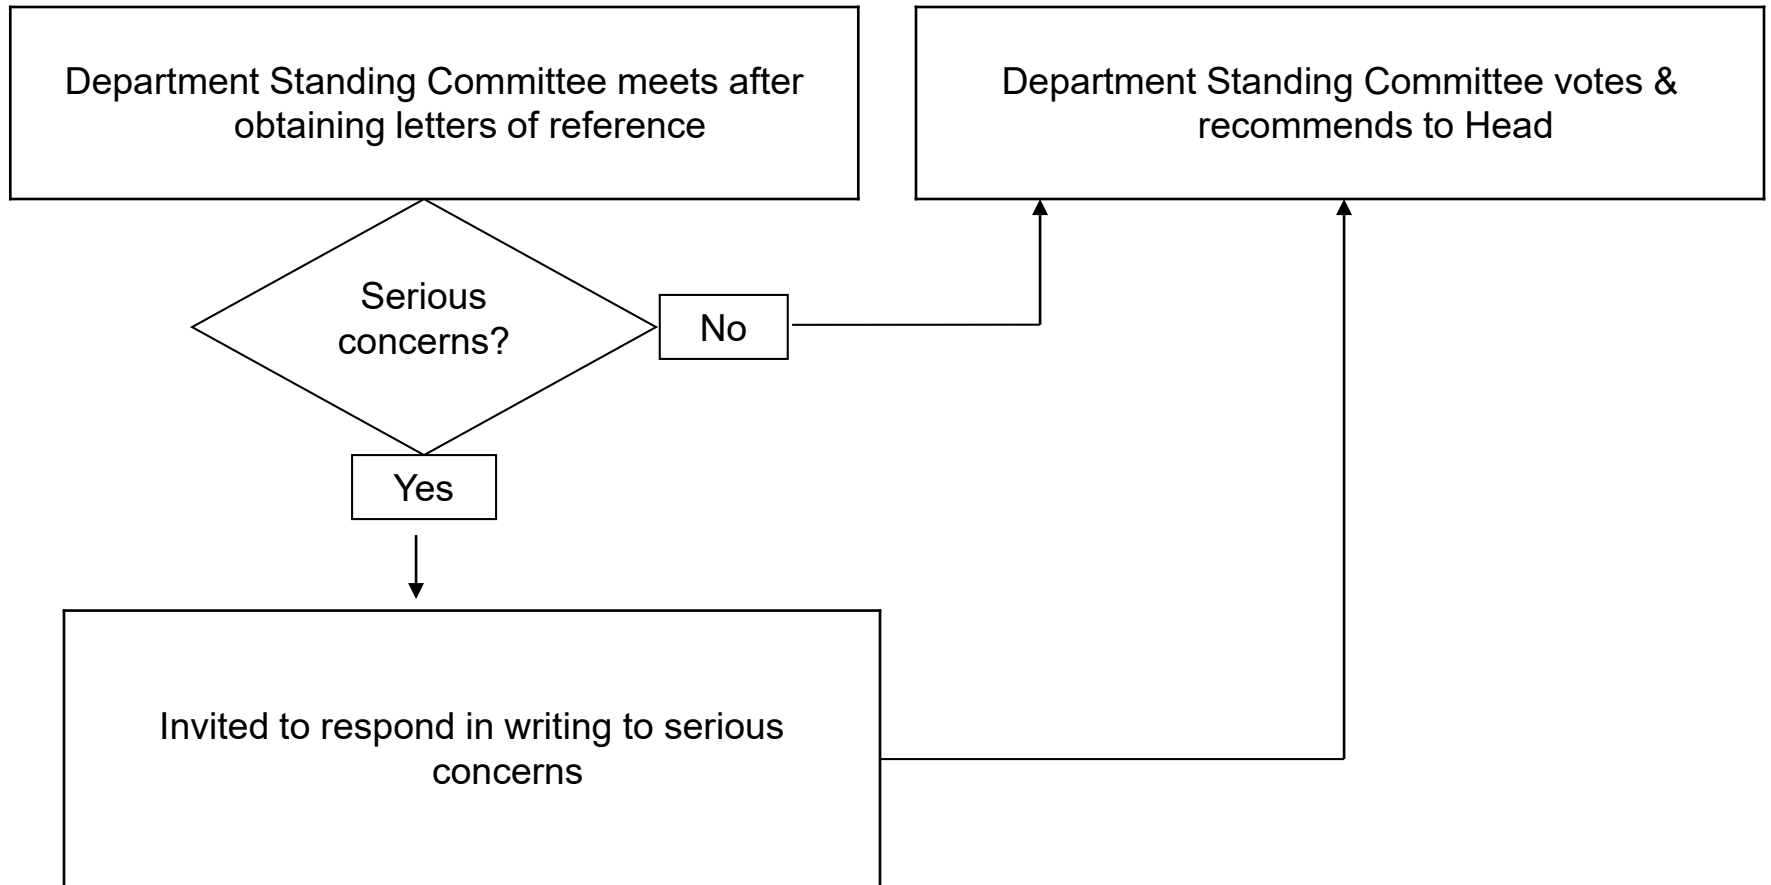 Department Standing Committee meets after
obtaining letters of reference
Department Standing Committee votes &
recommends to Head
Serious
concerns?
No
Yes
Invited to respond in writing to serious
concerns